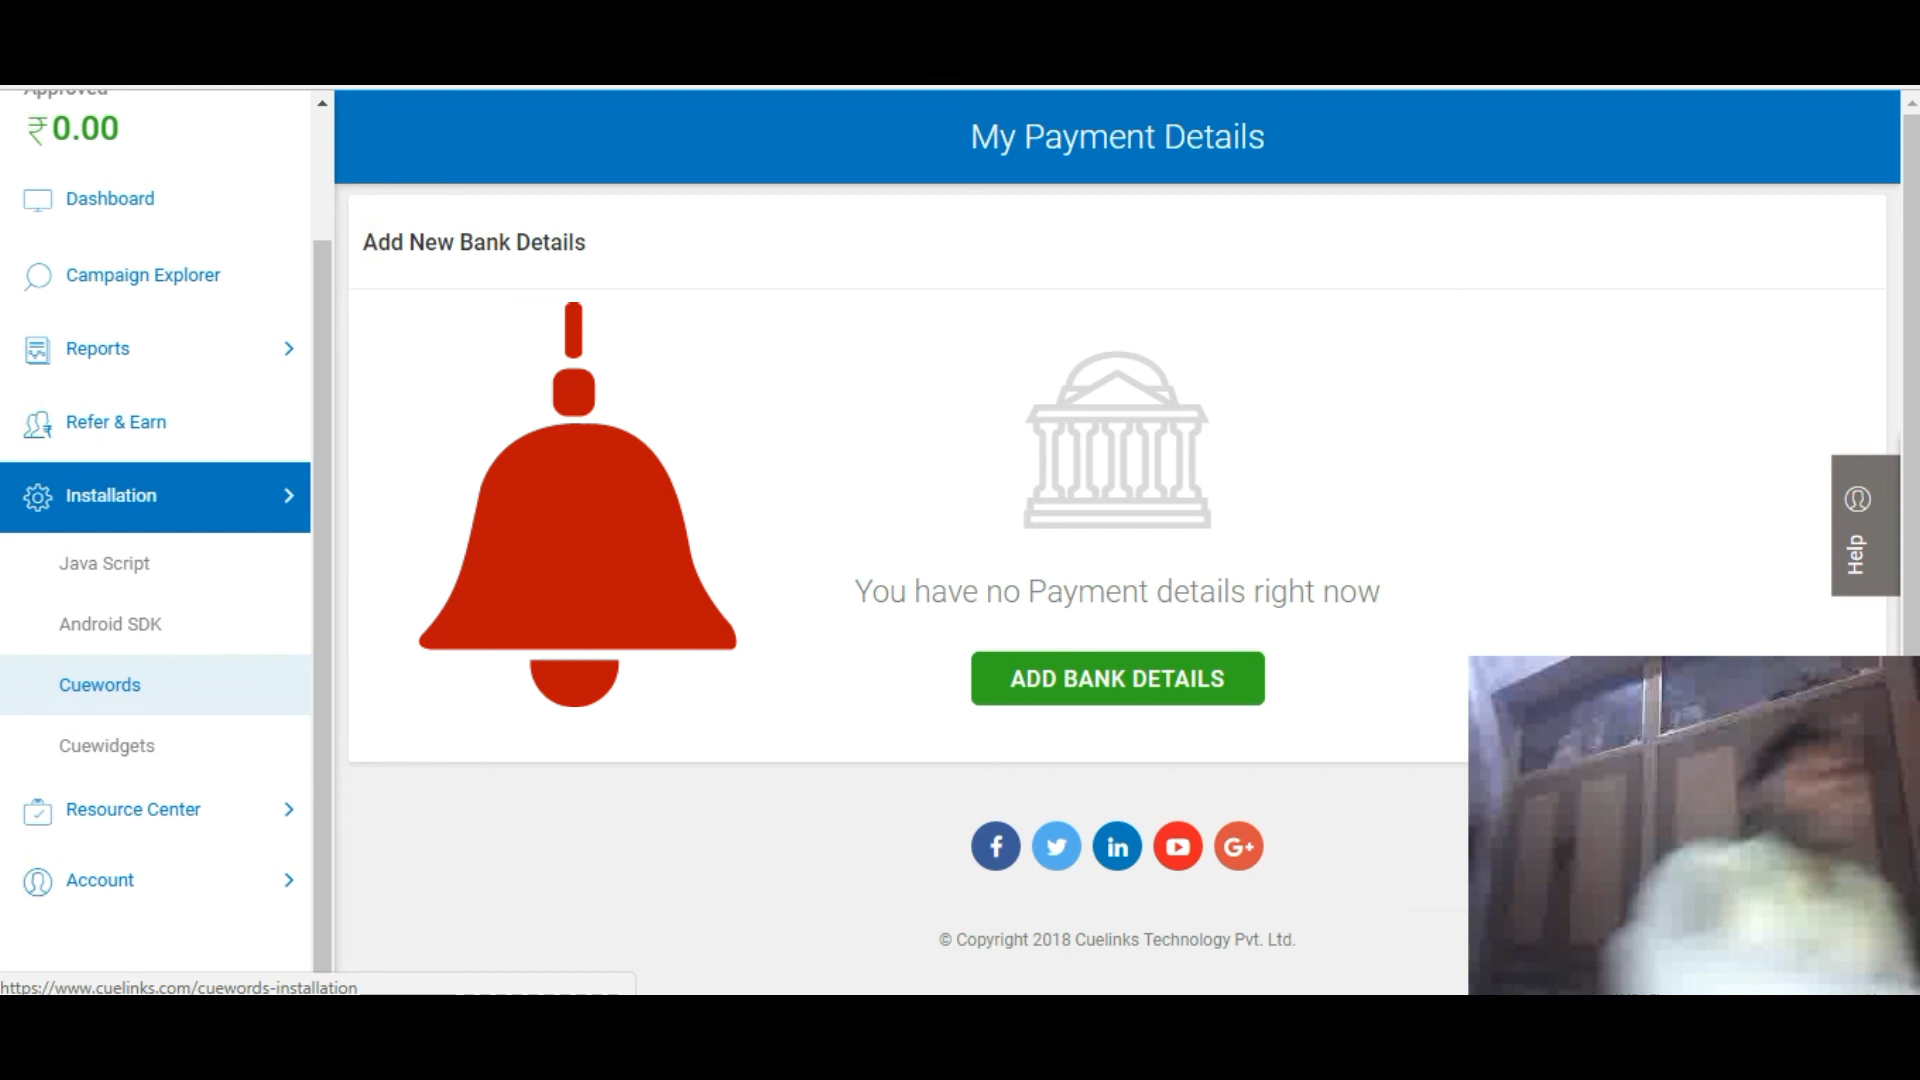 Approved
₹0.00
Dashboard
Campaign Explorer
Reports
Refer & Earn
Installation
Java Script
Android SDK
Cuewords
Cuewidgets
Resource Center
Account
https://www.cuelinks.com/cuewords-installation
My Payment Details
Add New Bank Details
You have no Payment details right now
ADD BANK DETAILS
f
in
G+
© Copyright 2018 Cuelinks Technology Pvt. Ltd.
Help